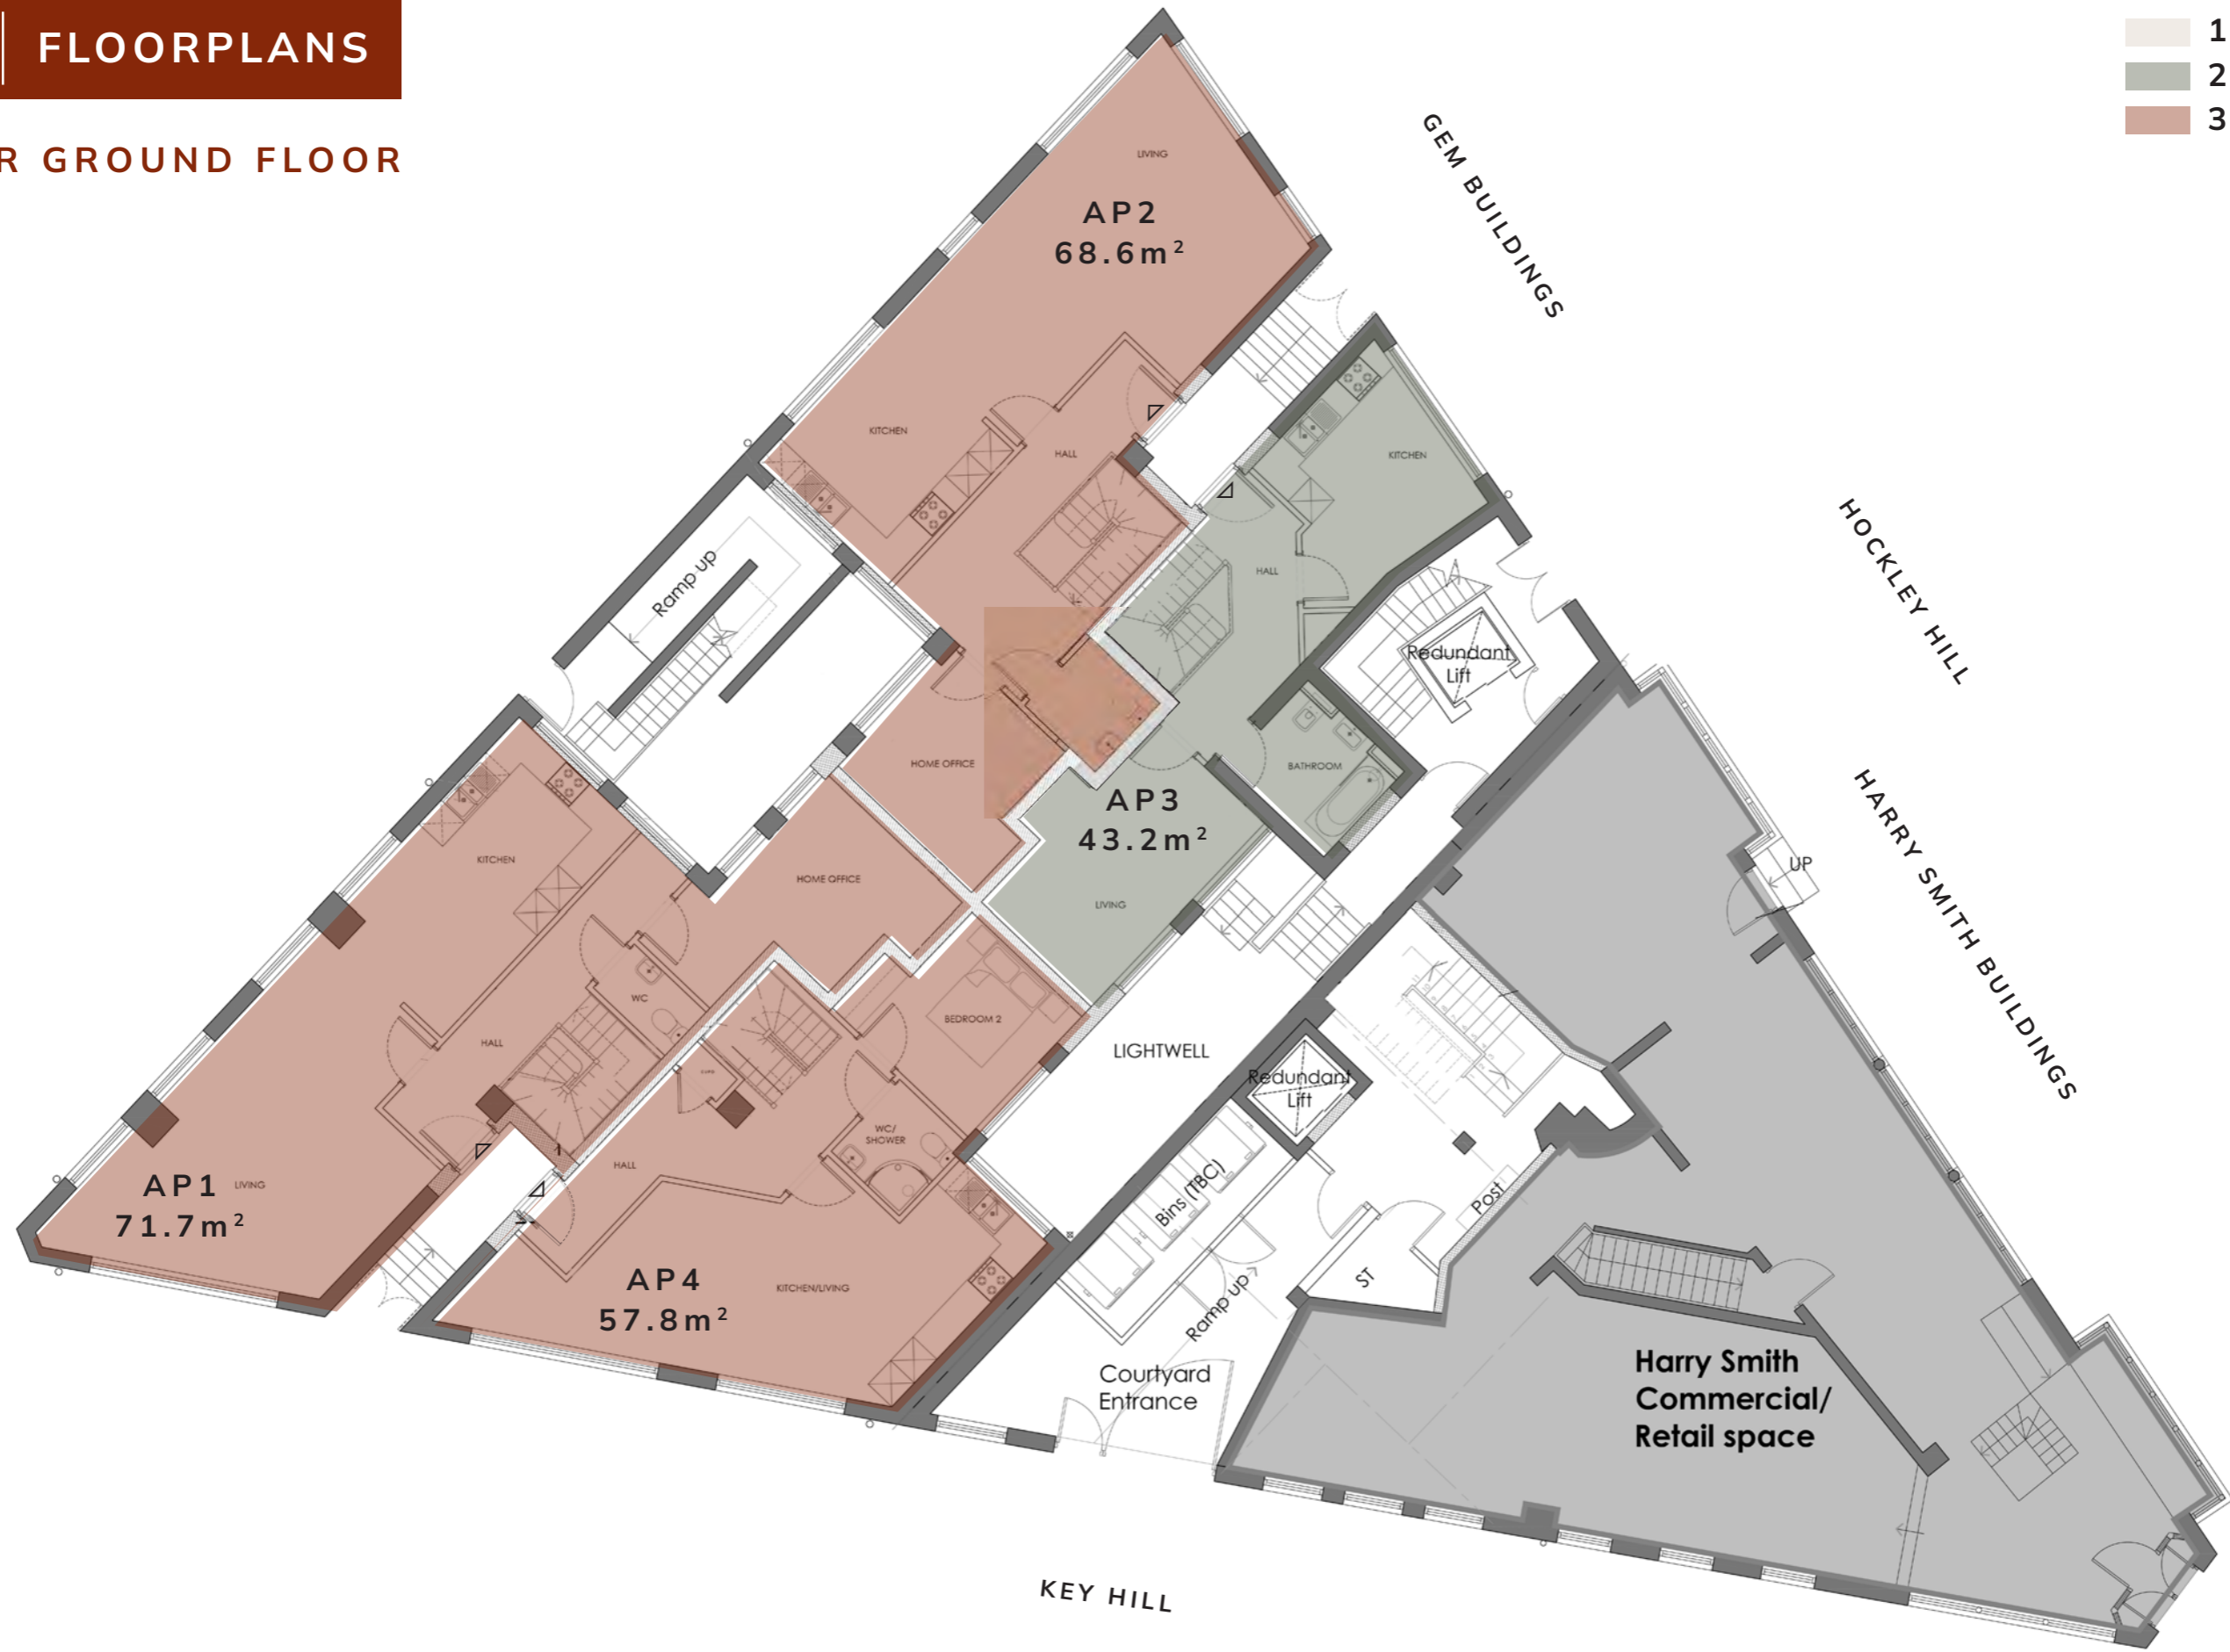 FLOORPLANS
R GROUND FLOOR
1
2
3
GEM BUILDINGS
HOCKLEY HILL
HARRY SMITH BUILDINGS
KEY HILL
LIVING
AP2
68.6m²
KITCHEN
HALL
HOME OFFICE
Ramp up
KITCHEN
HALL
BATHROOM
AP3
43.2m²
LIVING
Redundant
Lift
UP
KITCHEN
HOME OFFICE
WC
HALL
AP1
71.7m²
LIVING
BEDROOM 2
CUPB
WC/
SHOWER
HALL
AP4
57.8m²
KITCHEN/LIVING
LIGHTWELL
Redundant
Lift
Bins (TBC)
Post
ST
Ramp up
Courtyard
Entrance
Harry Smith
Commercial/
Retail space